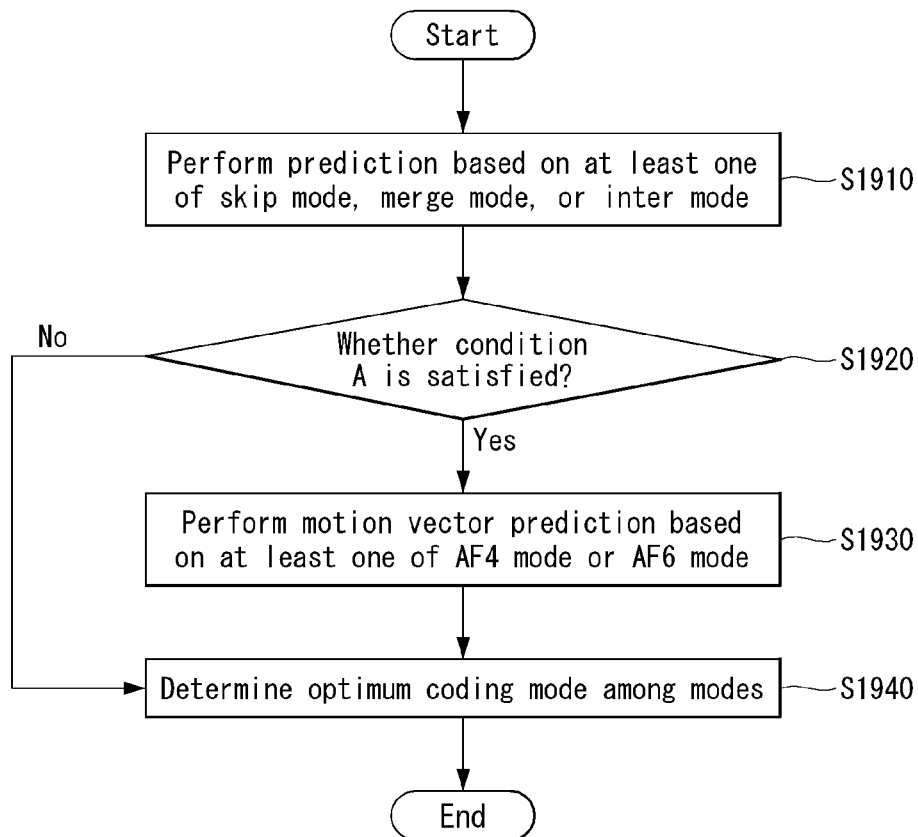 Start
Perform prediction based on at least one
of skip mode, merge mode, or inter mode
S1910
No
Whether condition
A is satisfied?
S1920
Yes
Perform motion vector prediction based
on at least one of AF4 mode or AF6 mode
S1930
Determine optimum coding mode among modes
S1940
End